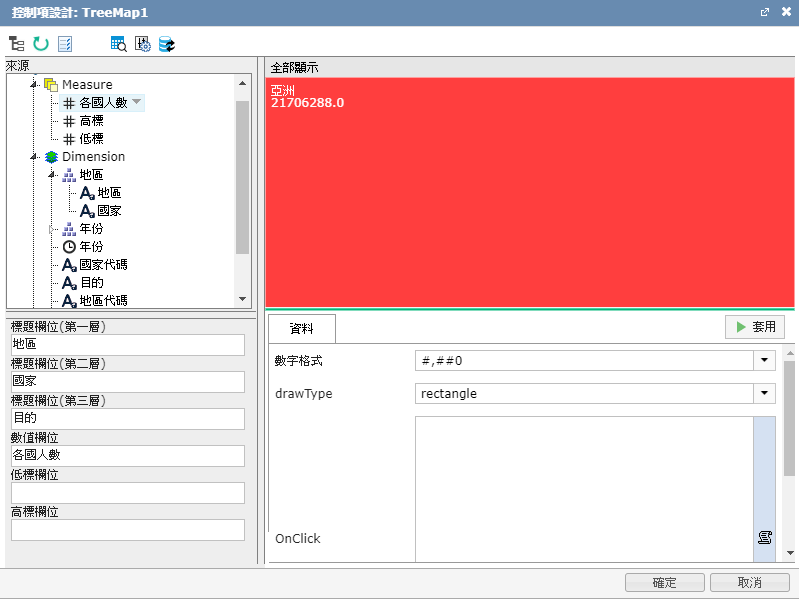 控制項設計: TreeMap1
來源
Measure
各國人數
高標
低標
Dimension
地區
地區
國家
年份
年份
國家代碼
目的
地區代碼
標題欄位(第一層)
地區
標題欄位(第二層)
國家
標題欄位(第三層)
目的
數值欄位
各國人數
低標欄位
高標欄位
全部顯示
亞洲
21706288.0
資料
套用
數字格式
#,##0
drawType
rectangle
OnClick
確定
取消